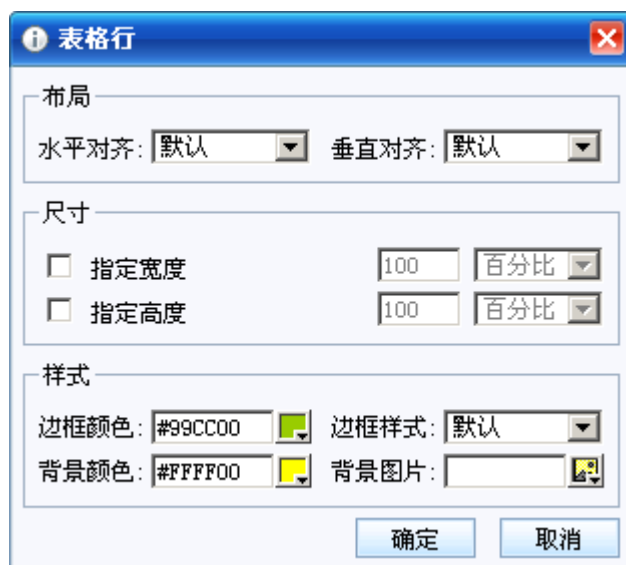 表格行
布局
水平对齐: 默认 垂直对齐: 默认
尺寸
指定宽度 100 百分比
指定高度 100 百分比
样式
边框颜色: #99CC00 边框样式: 默认
背景颜色: #FFFF00 背景图片:
确定 取消